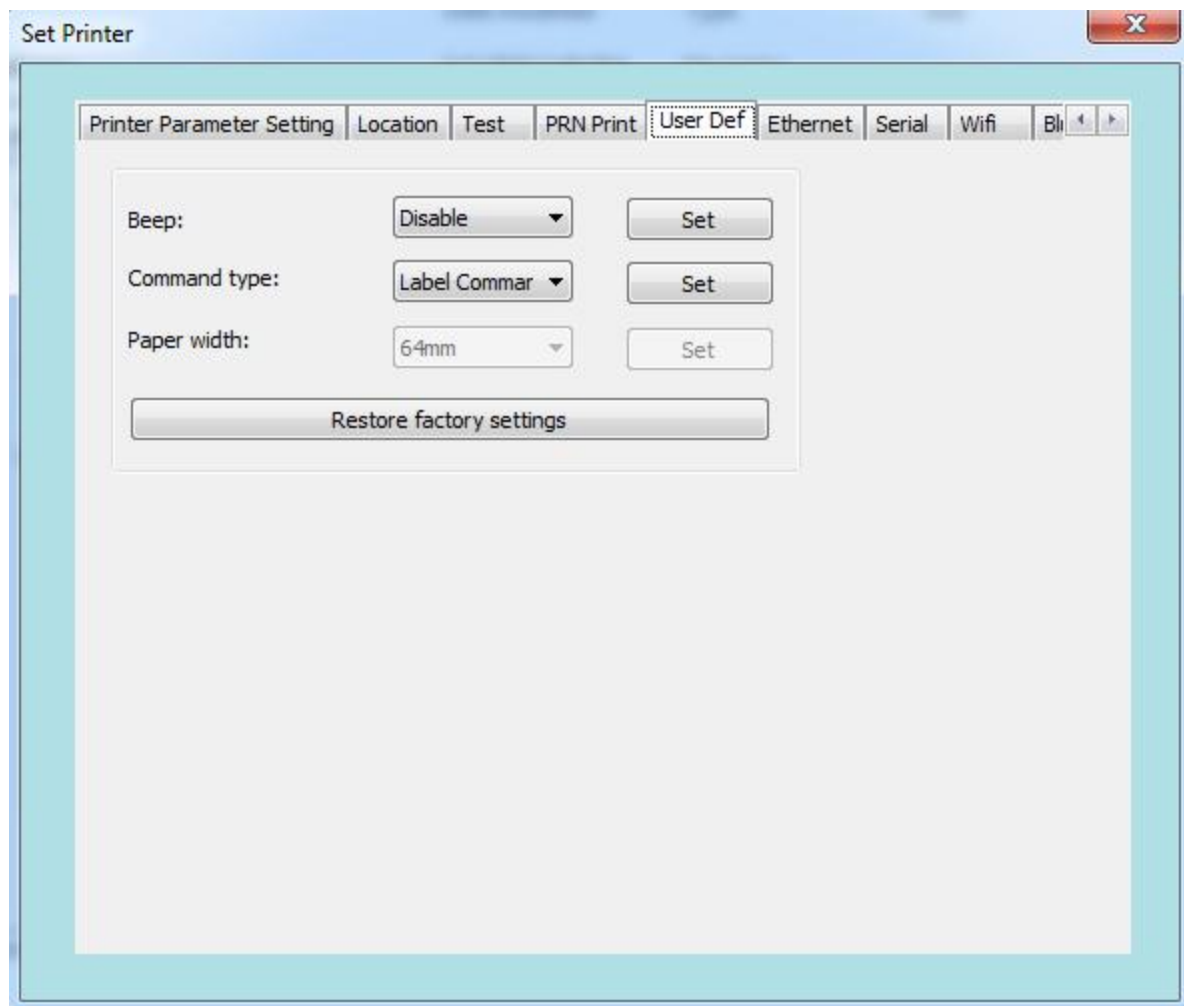 Set Printer
Printer Parameter Setting Location Test PRN Print User Def Ethernet Serial Wifi
Beep: Disable Set
Command type: Label Commar Set
Paper width: 64mm Set
Restore factory settings